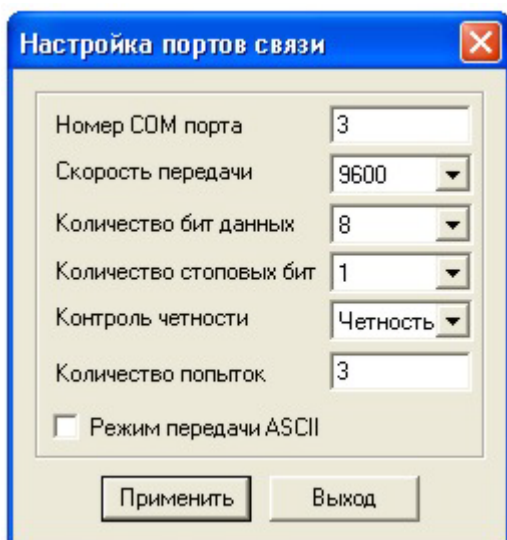 Настройка портов связи
Номер COM порта 3
Скорость передачи 9600
Количество бит данных 8
Количество стоповых бит 1
Контроль четности Четность
Количество попыток 3
Режим передачи ASCII
Применить Выход